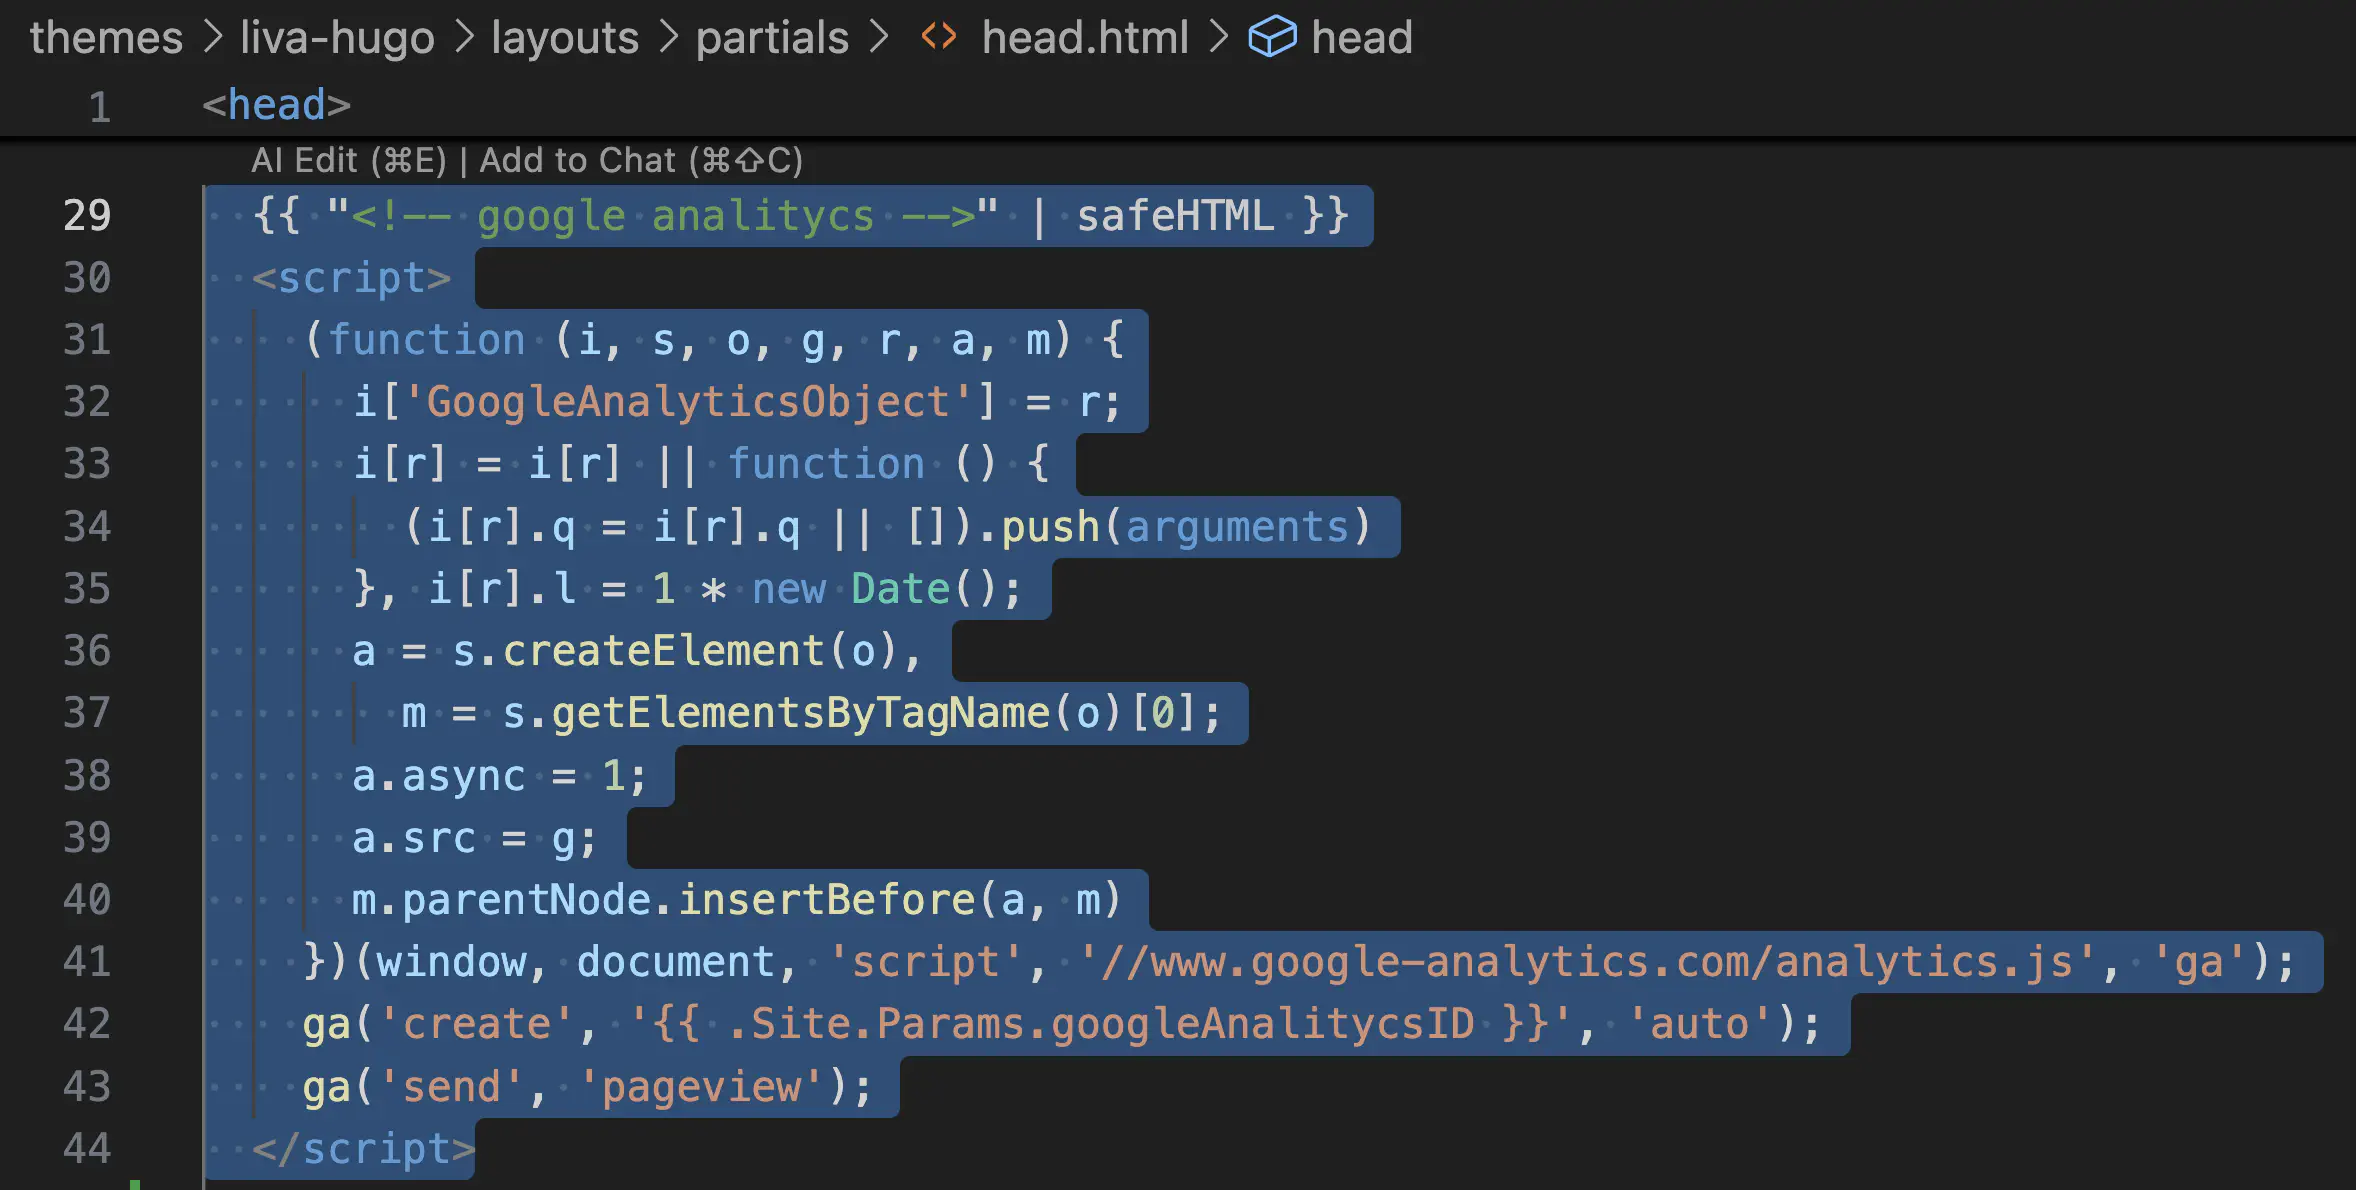 themes > liva-hugo > layouts > partials > <> head.html > head
1 <head>
AI Edit (⌘E) | Add to Chat (⌘⇧C)
29 {{ "<!-- google analitycs -->" | safeHTML }}
30 <script>
31 (function (i, s, o, g, r, a, m) {
32 i['GoogleAnalyticsObject'] = r;
33 i[r] = i[r] || function () {
34 (i[r].q = i[r].q || []).push(arguments)
35 }, i[r].l = 1 * new Date();
36 a = s.createElement(o),
37 m = s.getElementsByTagName(o)[0];
38 a.async = 1;
39 a.src = g;
40 m.parentNode.insertBefore(a, m)
41 })(window, document, 'script', '//www.google-analytics.com/analytics.js', 'ga');
42 ga('create', '{{ .Site.Params.googleAnalitycsID }}', 'auto');
43 ga('send', 'pageview');
44 </script>